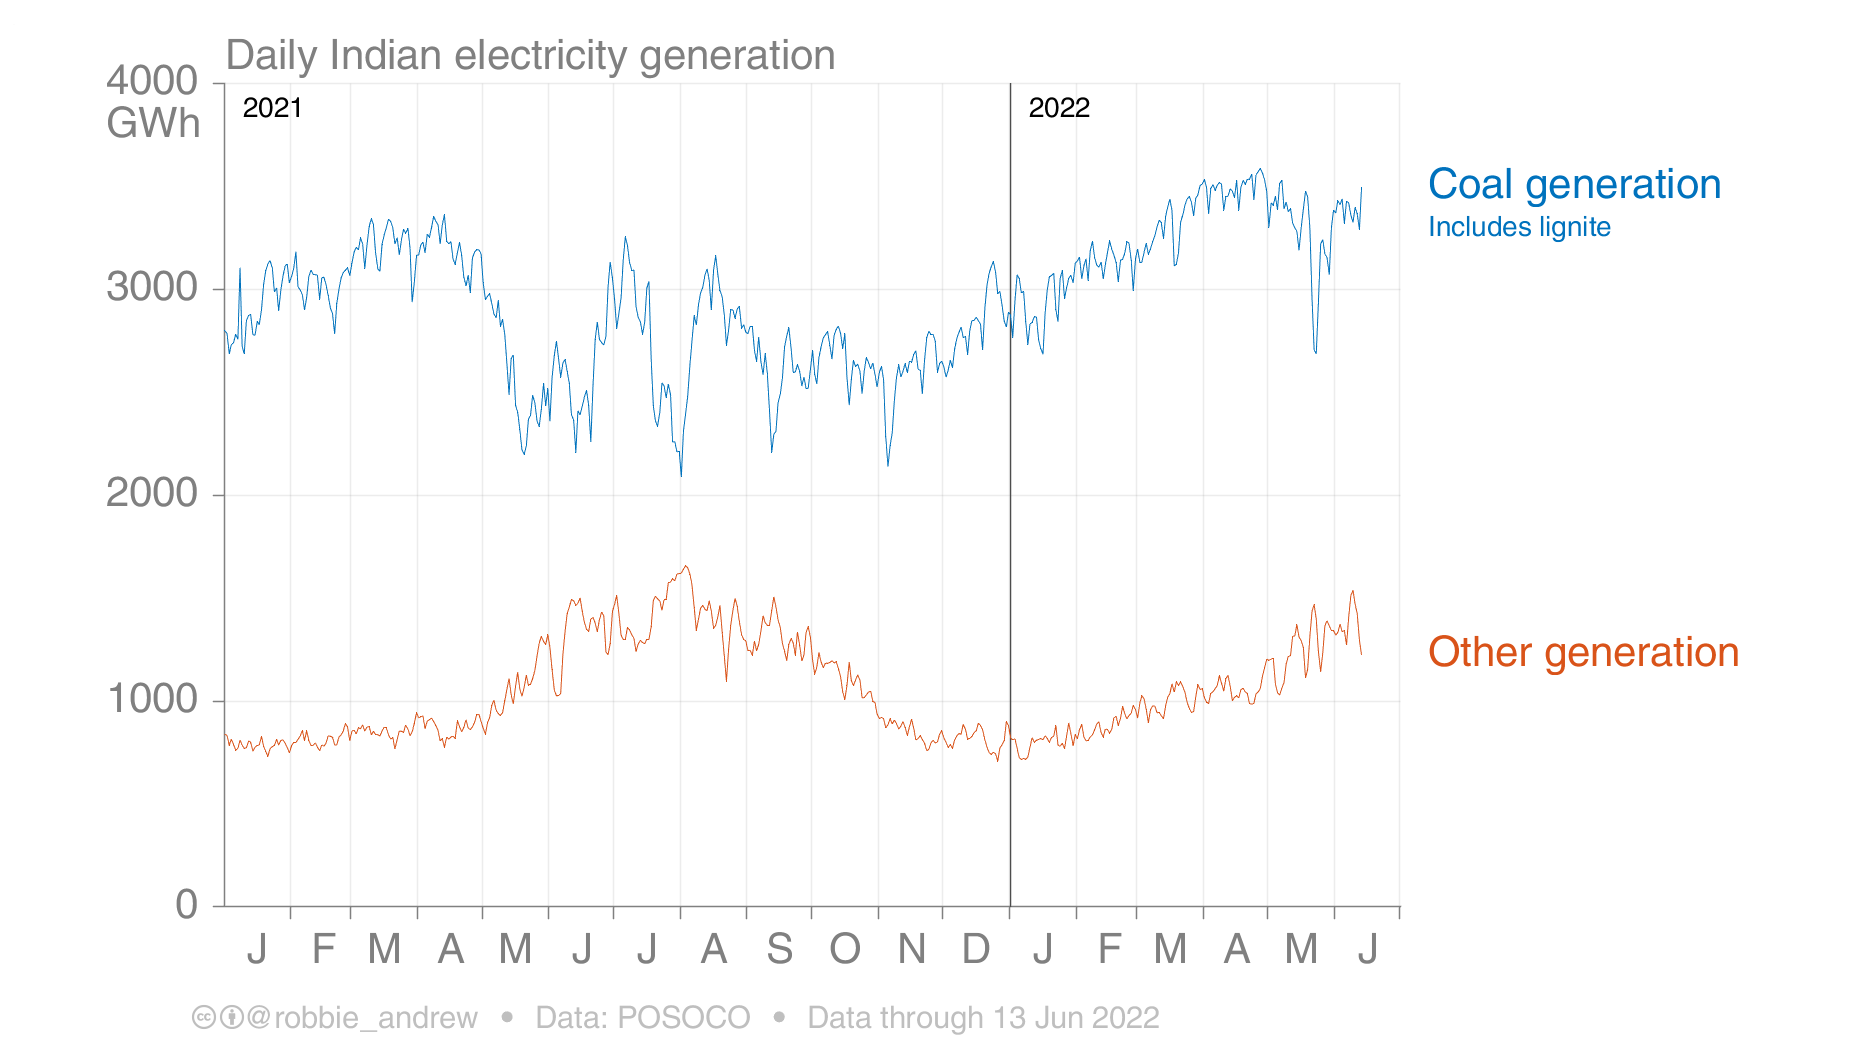 Daily Indian electricity generation
4000
GWh
2021
2022
Coal generation
Includes lignite
3000
2000
Other generation
1000
0
J F M A M J J A S O N D J F M A M J
@robbie_andrew • Data: POSOCO • Data through 13 Jun 2022